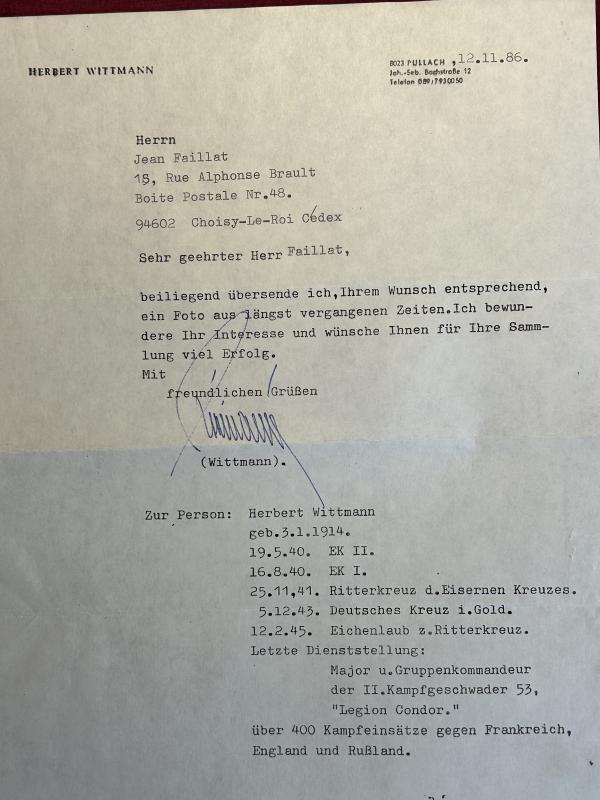 HERBERT WITTMANN
8023 PULLACH, 12.11.86.
Joh.-Seb. Bachstraße 12
Telefon 089/7930050
Herrn
Jean Faillat
15, Rue Alphonse Brault
Boite Postale Nr.48.
94602 Choisy-Le-Roi Cédex
Sehr geehrter Herr Faillat,
beiliegend übersende ich,Ihrem Wunsch entsprechend,
ein Foto aus längst vergangenen Zeiten.Ich bewun-
dere Ihr Interesse und wünsche Ihnen für Ihre Samm-
lung viel Erfolg.
Mit
freundlichen Grüßen
(Wittmann).
Zur Person: Herbert Wittmann
geb.3.1.1914.
19.5.40. EK II.
16.8.40. EK I.
25.11,41. Ritterkreuz d.Eisernen Kreuzes.
5.12.43. Deutsches Kreuz i.Gold.
12.2.45. Eichenlaub z.Ritterkreuz.
Letzte Dienststellung:
Major u.Gruppenkommandeur
der II.Kampfgeschwader 53,
"Legion Condor."
über 400 Kampfeinsätze gegen Frankreich,
England und Rußland.